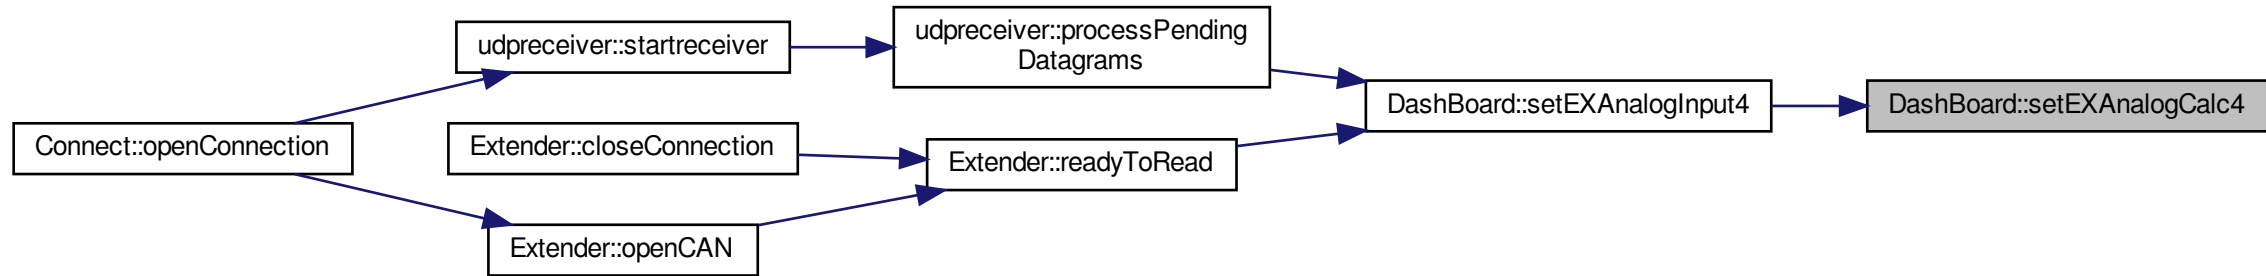 udpreceiver::processPending
Datagrams
udpreceiver::startreceiver
DashBoard::setEXAnalogInput4
DashBoard::setEXAnalogCalc4
Connect::openConnection
Extender::closeConnection
Extender::readyToRead
Extender::openCAN